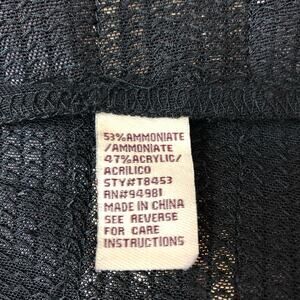 53%AMMONIATE
/AMMONIATE
47%ACRYLIC/
ACRILICO
STY#T8453
RN#94981
MADE IN CHINA
SEE REVERSE
FOR CARE
INSTRUCTIONS